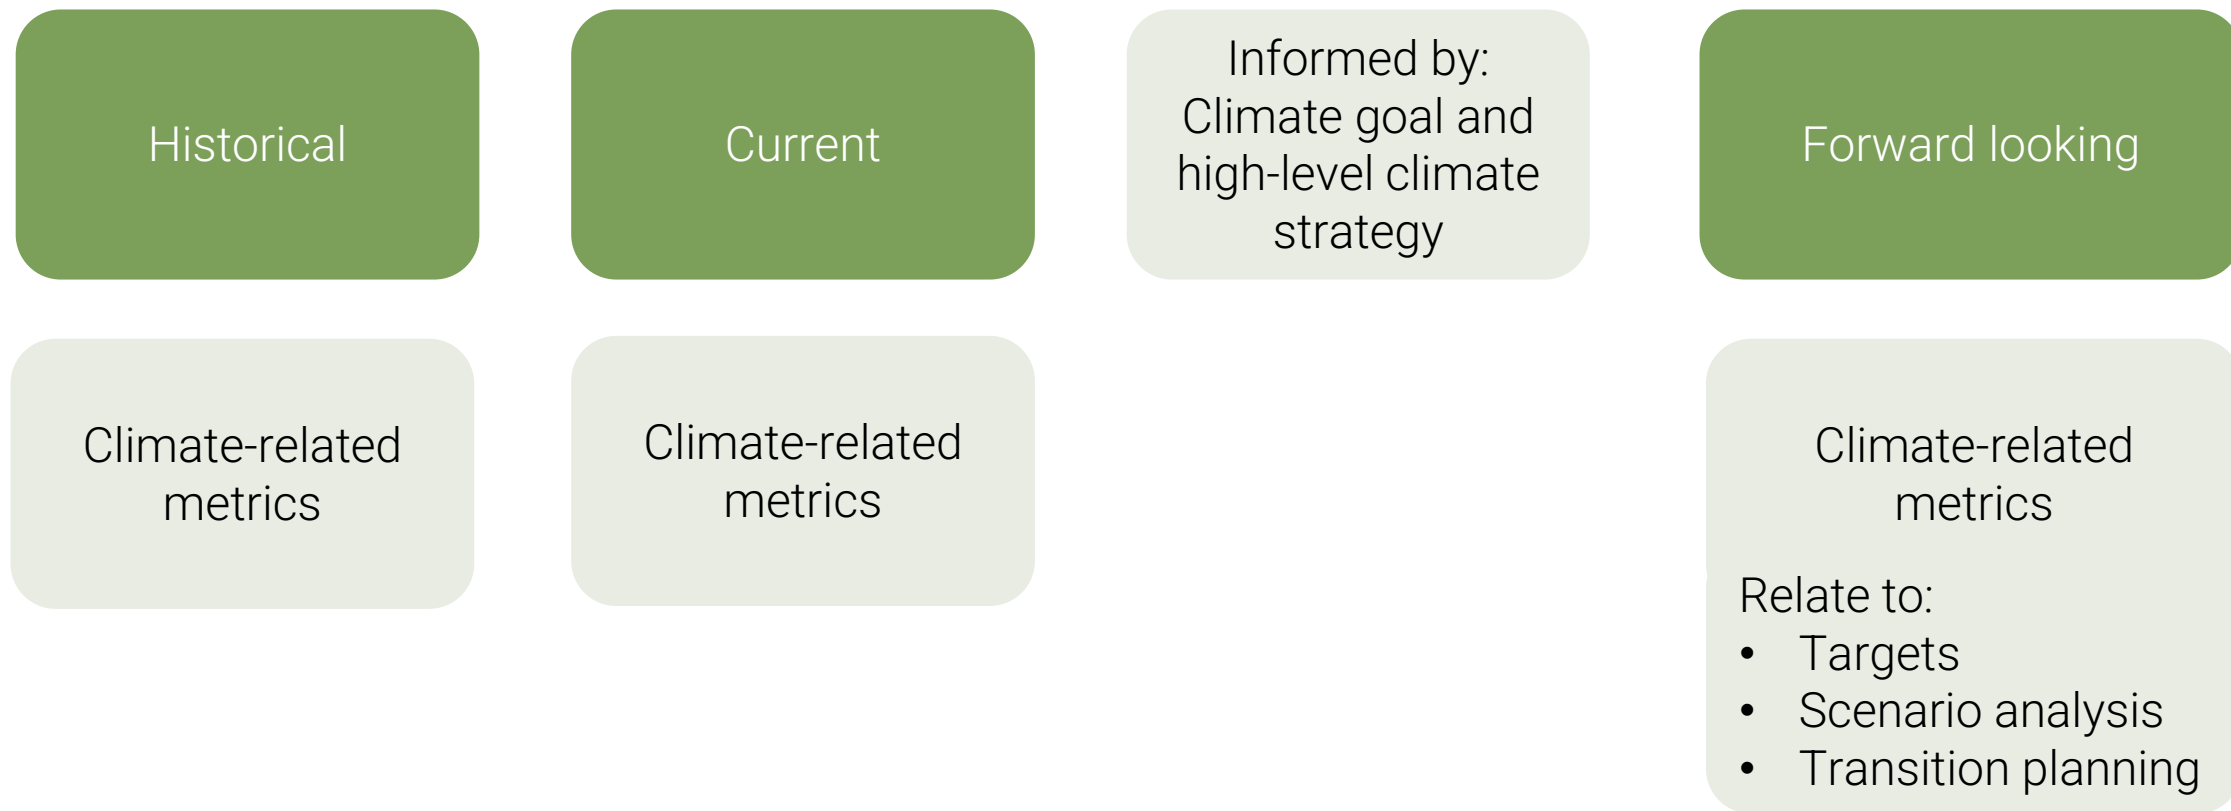 Historical
Current
Informed by:
Climate goal and
high-level climate
strategy
Forward looking
Climate-related
metrics
Climate-related
metrics
Climate-related
metrics
Relate to:
• Targets
• Scenario analysis
• Transition planning